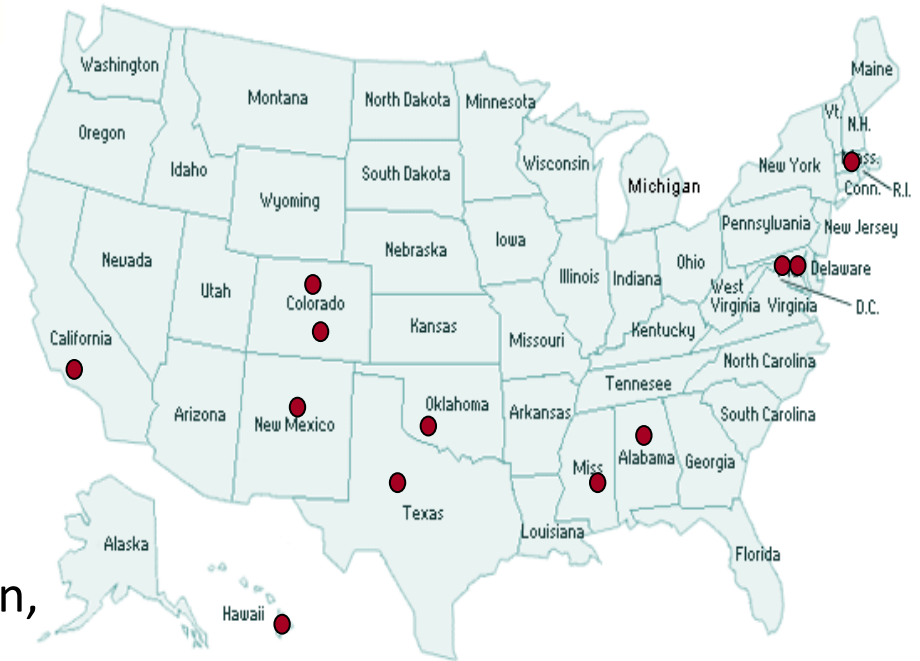 Washington
Montana
North Dakota
Minnesota
Maine
Oregon
Idaho
Wyoming
South Dakota
Wisconsin
Michigan
New York
Vt.
N.H.
Conn.
R.I.
Nevada
Utah
Colorado
Nebraska
Iowa
Illinois
Indiana
Ohio
Pennsylvania
New Jersey
Delaware
D.C.
West
Virginia
Virginia
California
Arizona
New Mexico
Kansas
Missouri
Kentucky
Oklahoma
Arkansas
Tennesee
North Carolina
South Carolina
Texas
Louisiana
Miss
Alabama
Georgia
Florida
Alaska
Hawaii
n,